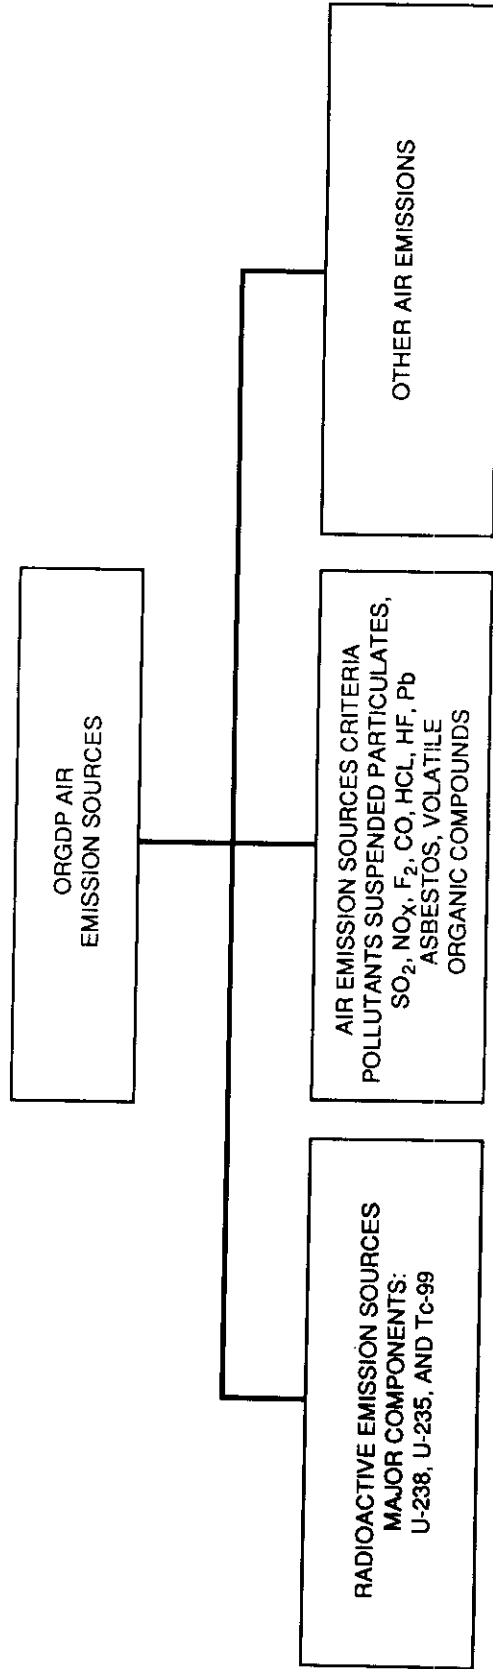 ORGDP AIR
EMISSION SOURCES
RADIOACTIVE EMISSION SOURCES
MAJOR COMPONENTS:
U-238, U-235, AND Tc-99
AIR EMISSION SOURCES CRITERIA
POLLUTANTS SUSPENDED PARTICULATES,
SO₂, NOₓ, F₂, CO, HCL, HF, Pb
ASBESTOS, VOLATILE
ORGANIC COMPOUNDS
OTHER AIR EMISSIONS